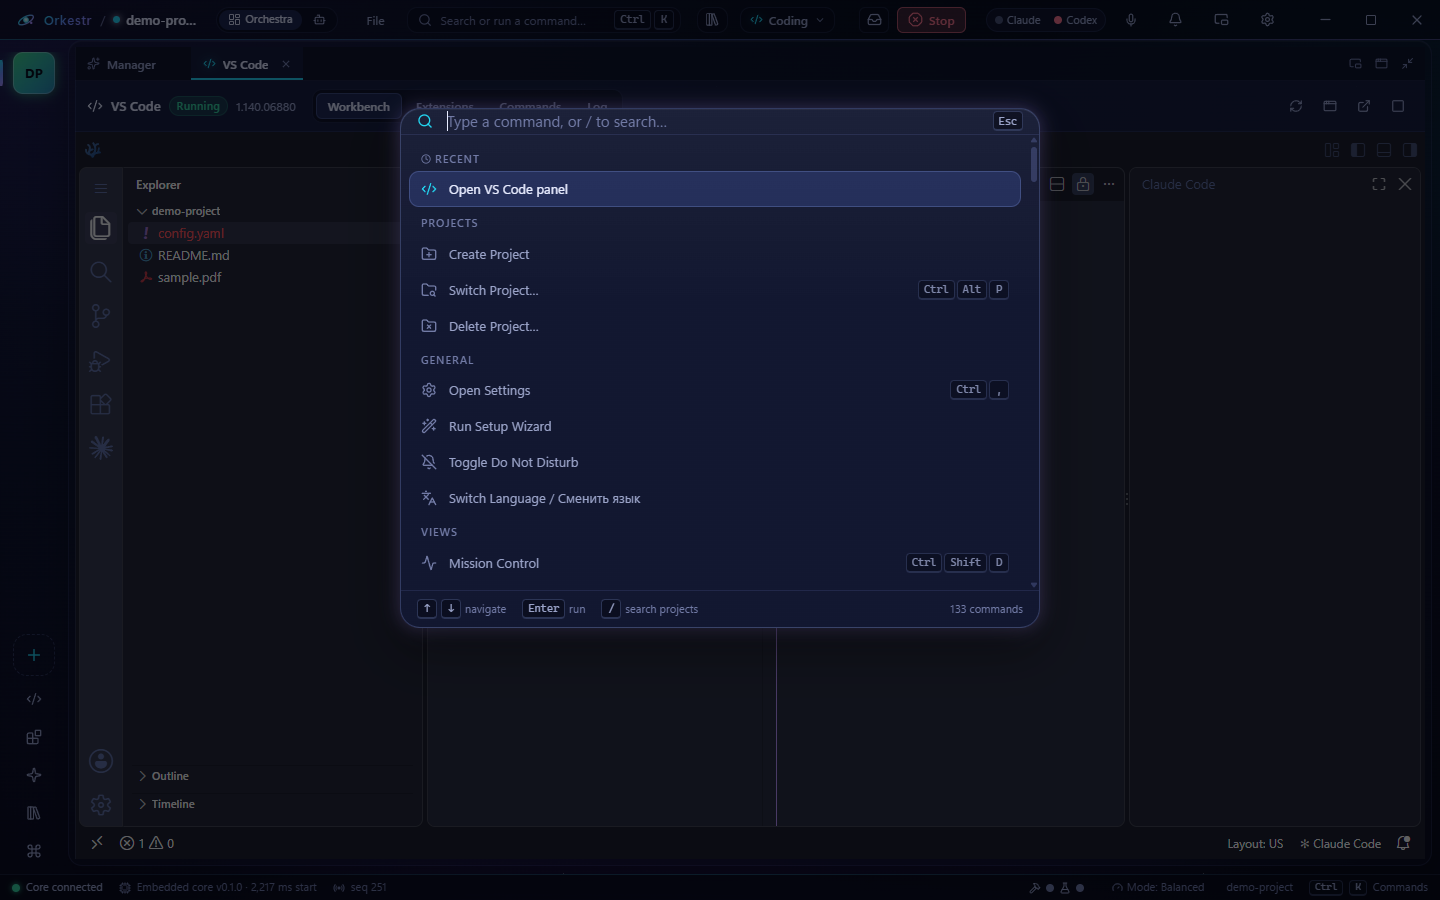 Orkestr / demo-pro... Orchestra File Search or run a command... Ctrl K Coding Stop Claude Codex
DP
Manager VS Code
VS Code Running 1.140.06880 Workbench Extensions Commands Log
Type a command, or / to search... Esc
RECENT
Open VS Code panel
PROJECTS
Create Project
Switch Project... Ctrl Alt P
Delete Project...
GENERAL
Open Settings Ctrl ,
Run Setup Wizard
Toggle Do Not Disturb
Switch Language / Сменить язык
VIEWS
Mission Control Ctrl Shift D
↑ ↓ navigate Enter run / search projects 133 commands
Explorer
demo-project
config.yaml
README.md
sample.pdf
Outline
Timeline
Claude Code
1 0 Layout: US Claude Code
Core connected Embedded core v0.1.0 · 2,217 ms start seq 251 Mode: Balanced demo-project Ctrl K Commands